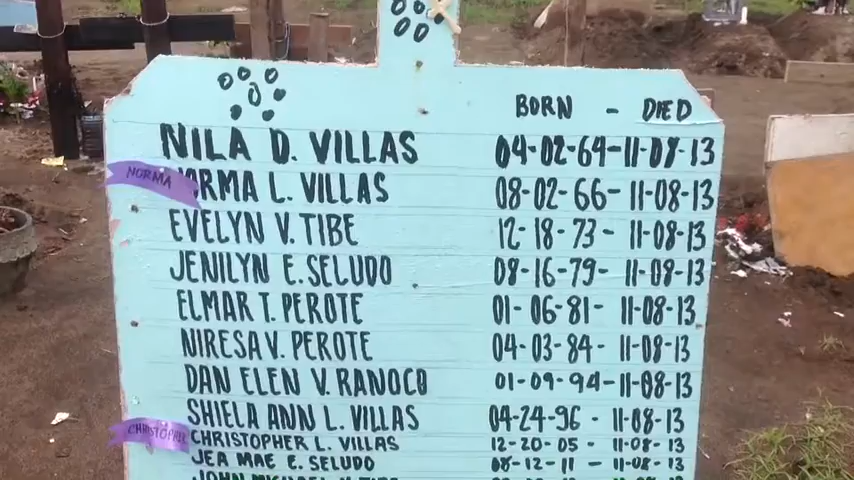 BORN - DIED
NILA D. VILLAS 04-02-64-11-08-13
NORMA
NORMA L. VILLAS 08-02-66-11-08-13
EVELYN V. TIBE 12-18-73-11-08-13
JENILYN E. SELUDO 08-16-79-11-08-13
ELMAR T. PEROTE 01-06-81-11-08-13
NIRESA V. PEROTE 04-03-84-11-08-13
DAN ELEN V. RANOCO 01-09-94-11-08-13
SHIELA ANN L. VILLAS 04-24-96-11-08-13
CHRISTOPHER
CHRISTOPHER L. VILLAS 12-20-05-11-08-13
JEA MAE E. SELUDO 08-12-11-11-08-13